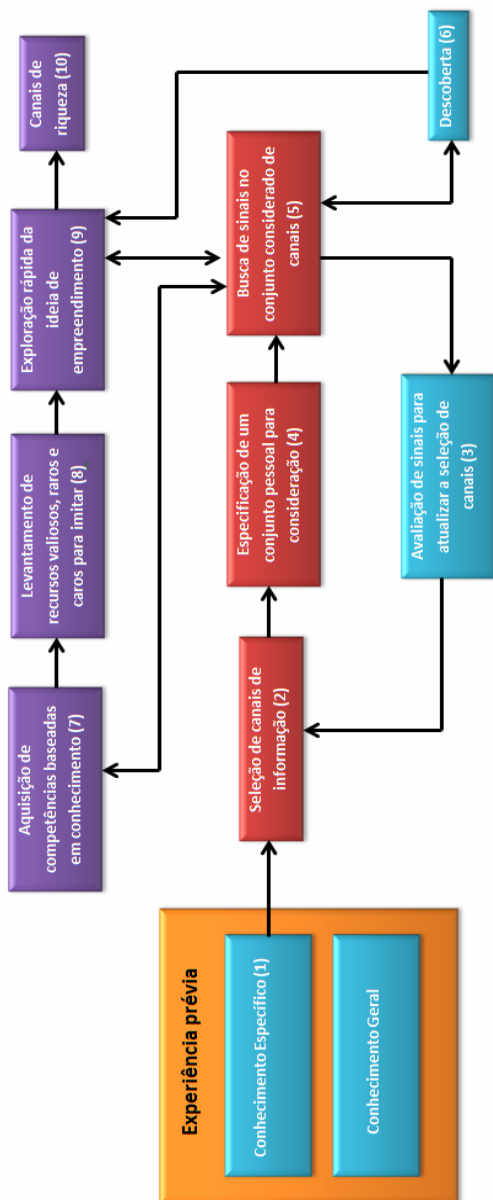 Experiência prévia
Conhecimento Específico (1)
Conhecimento Geral
Seleção de canais de
informação (2)
Avaliação de sinais para
atualizar a seleção de
canais (3)
Especificação de um
conjunto pessoal para
consideração (4)
Busca de sinais no
conjunto considerado de
canais (5)
Descoberta (6)
Aquisição de
competências baseadas
em conhecimento (7)
Levantamento de
recursos valiosos, raros e
caros para imitar (8)
Exploração rápida da
ideia de
empreendimento (9)
Canais de
riqueza (10)